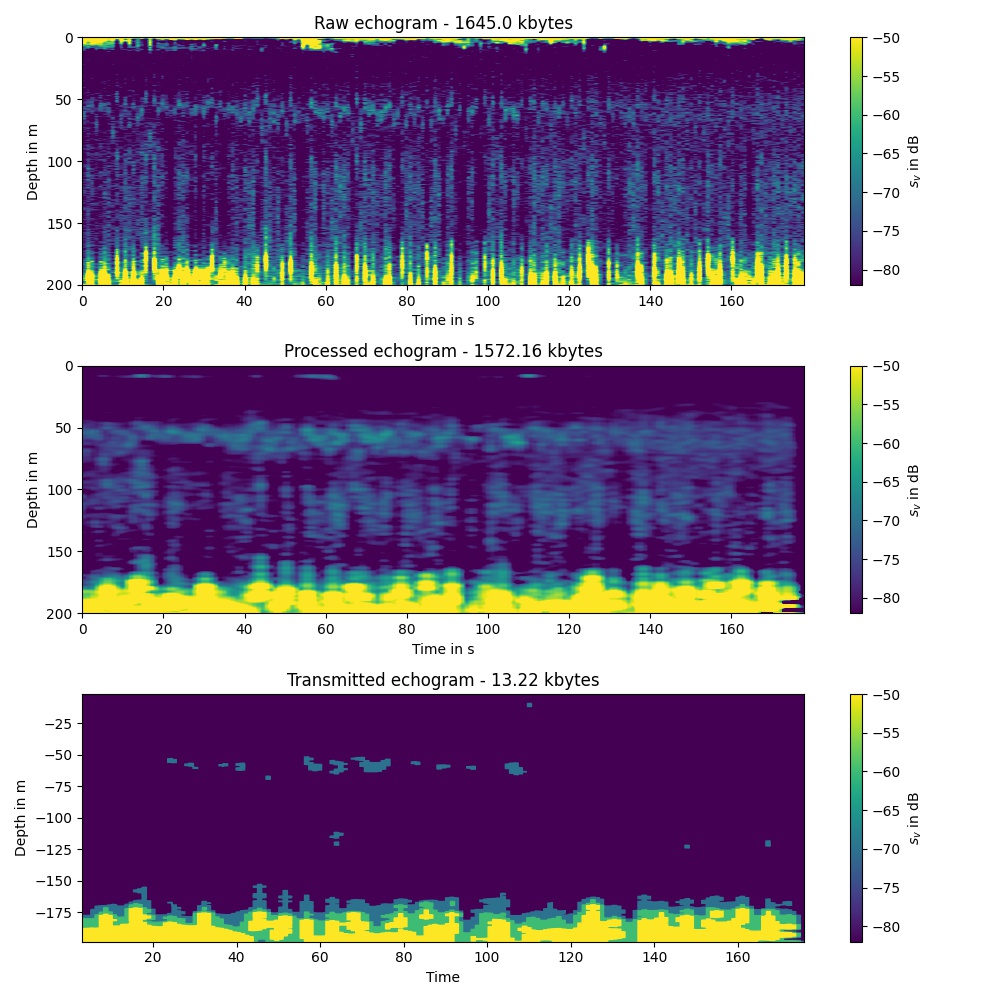 Raw echogram - 1645.0 kbytes
0
50
100
150
200
Depth in m
0 20 40 60 80 100 120 140 160
Time in s
−50
−55
−60
−65
−70
−75
−80
sv in dB
Processed echogram - 1572.16 kbytes
0
50
100
150
200
Depth in m
0 20 40 60 80 100 120 140 160
Time in s
−50
−55
−60
−65
−70
−75
−80
sv in dB
Transmitted echogram - 13.22 kbytes
−25
−50
−75
−100
−125
−150
−175
Depth in m
20 40 60 80 100 120 140 160
Time
−50
−55
−60
−65
−70
−75
−80
sv in dB